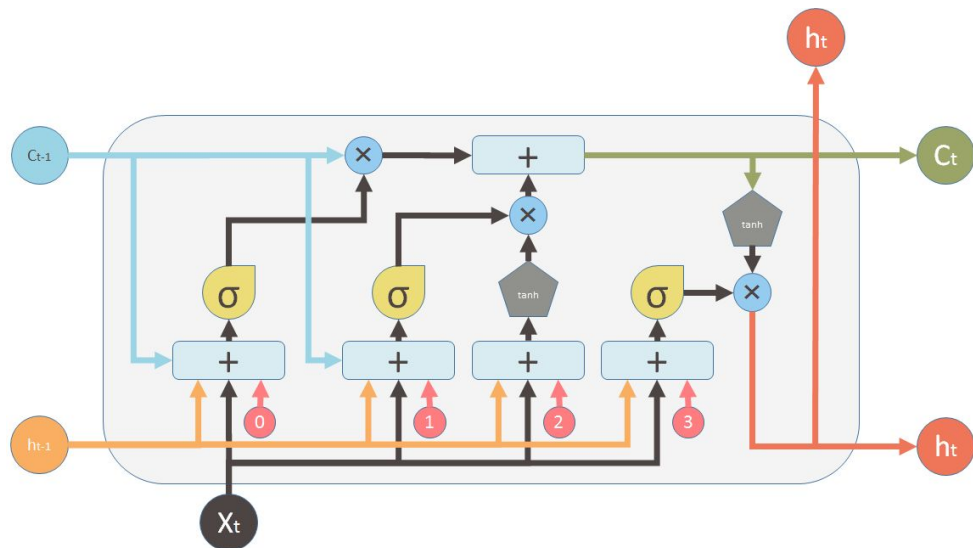 ht
Ct-1
×
+
Ct
×
tanh
tanh
σ
σ
σ
×
+
+
+
+
0
1
2
3
ht-1
ht
Xt